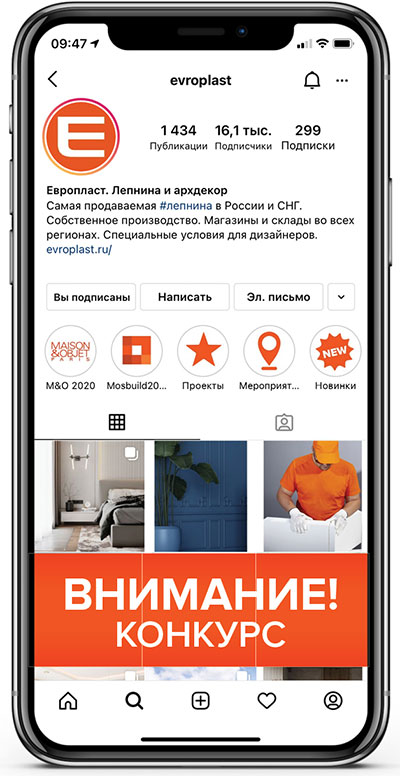 09:47
evroplast
E
1 434 16,1 тыс. 299
Публикации Подписчики Подписки
Европласт. Лепнина и архдекор
Самая продаваемая #лепнина в России и СНГ.
Собственное производство. Магазины и склады во всех
регионах. Специальные условия для дизайнеров.
evroplast.ru/
Вы подписаны Написать Эл. письмо
MAISON
&OBJET
PARIS
NEW
M&O 2020 Mosbuild20... Проекты Мероприят... Новинки
ВНИМАНИЕ!
КОНКУРС